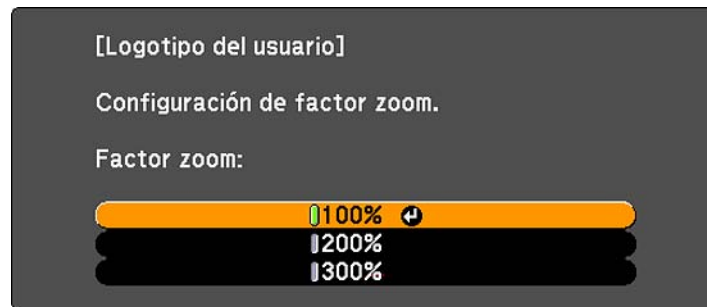 [Logotipo del usuario]
Configuración de factor zoom.
Factor zoom:
100%
200%
300%